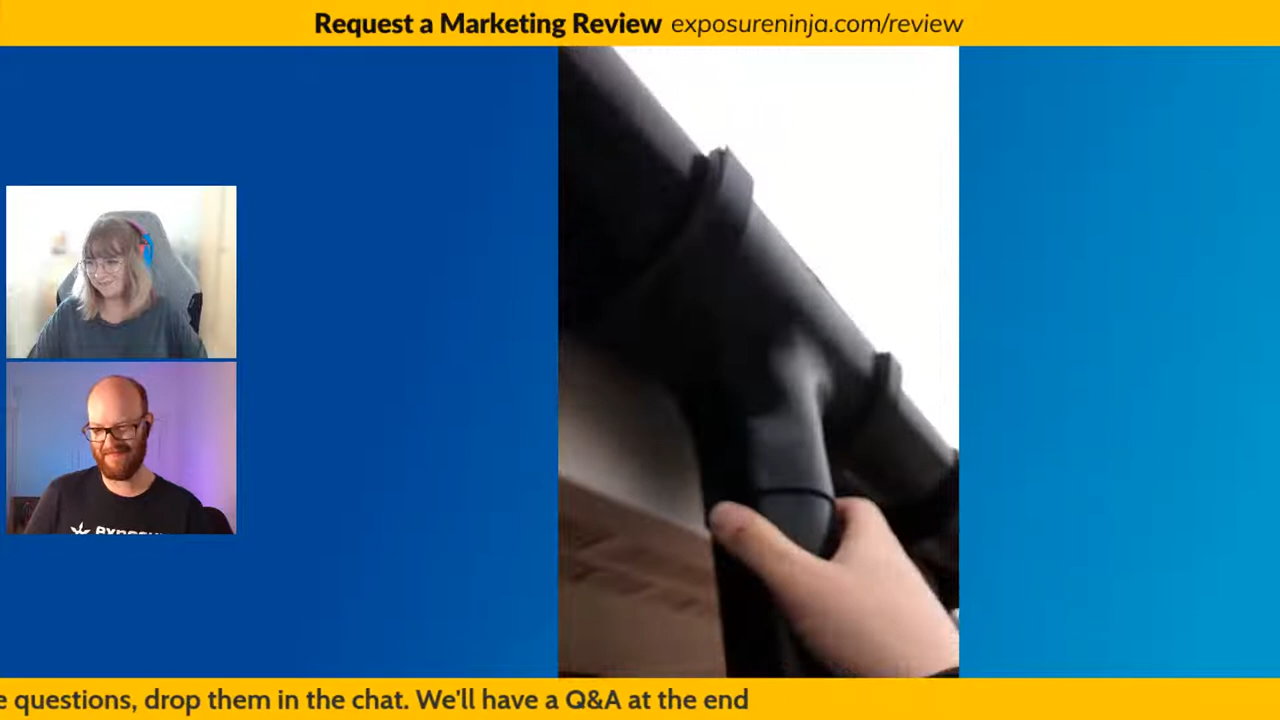 Request a Marketing Review exposureninja.com/review
e questions, drop them in the chat. We'll have a Q&A at the end